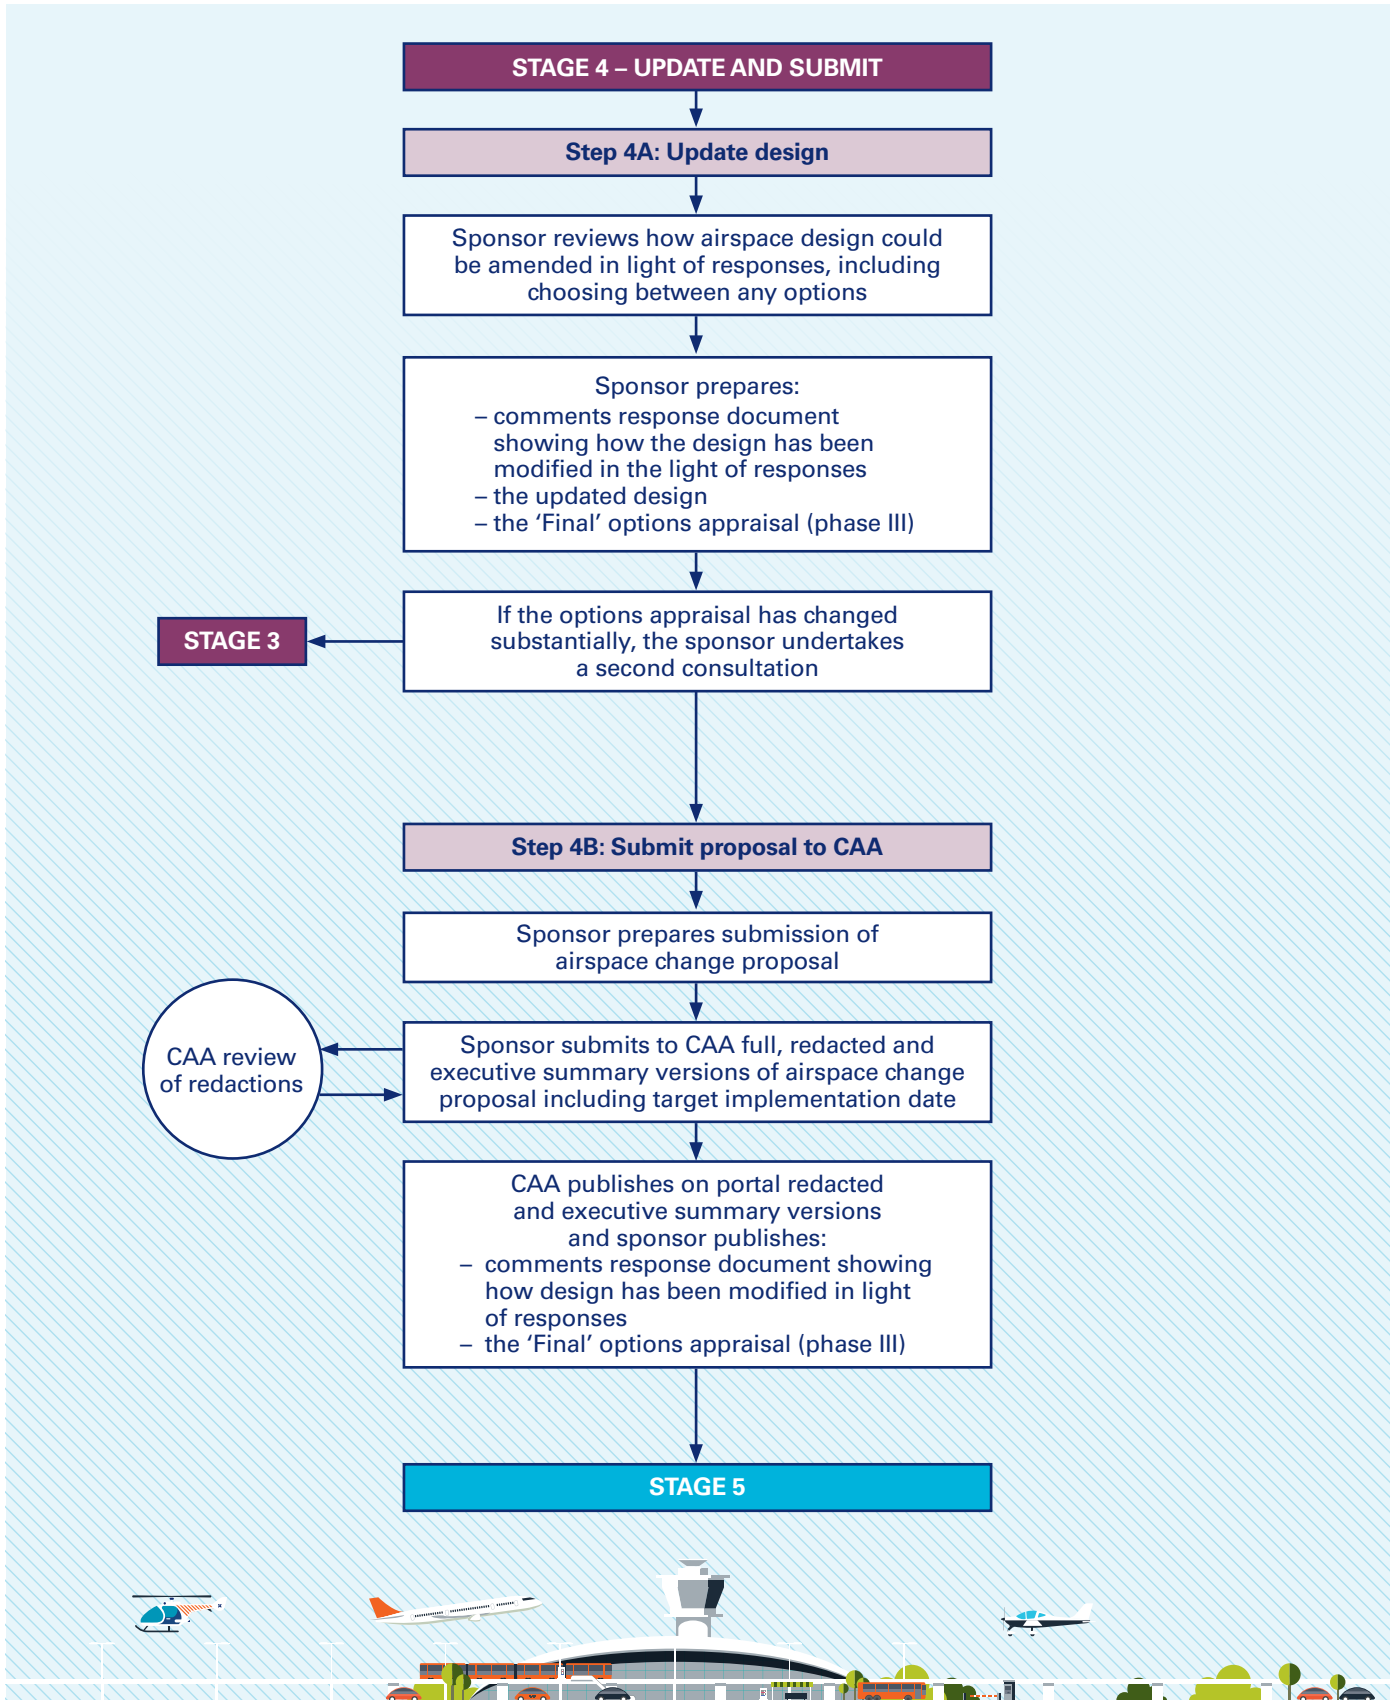 STAGE 4 – UPDATE AND SUBMIT
Step 4A: Update design
Sponsor reviews how airspace design could
be amended in light of responses, including
choosing between any options
Sponsor prepares:
– comments response document
showing how the design has been
modified in the light of responses
– the updated design
– the ‘Final’ options appraisal (phase III)
If the options appraisal has changed
substantially, the sponsor undertakes
a second consultation
STAGE 3
Step 4B: Submit proposal to CAA
Sponsor prepares submission of
airspace change proposal
Sponsor submits to CAA full, redacted and
executive summary versions of airspace change
proposal including target implementation date
CAA review
of redactions
CAA publishes on portal redacted
and executive summary versions
and sponsor publishes:
– comments response document showing
how design has been modified in light
of responses
– the ‘Final’ options appraisal (phase III)
STAGE 5